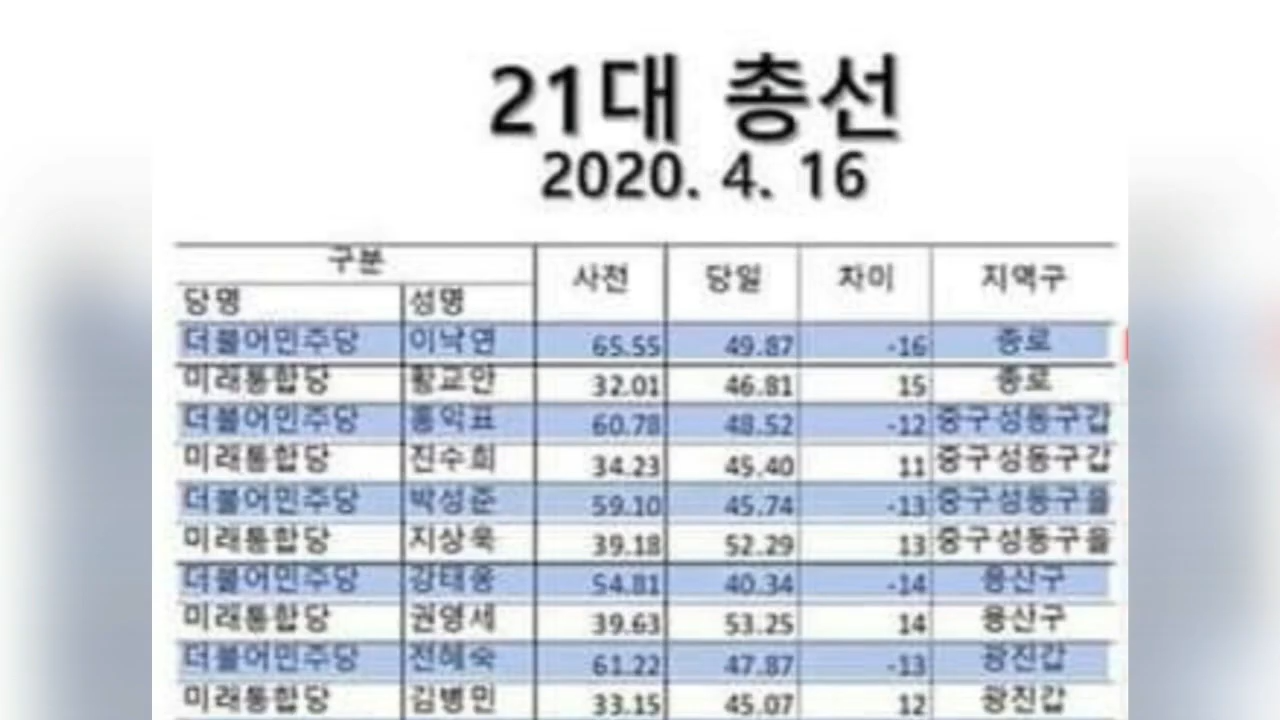 21대 총선
2020. 4. 16
구분 사전 당일 차이 지역구
당명 성명
더불어민주당 이낙연 65.55 49.87 -16 종로
미래통합당 황교안 32.01 46.81 15 종로
더불어민주당 홍익표 60.78 48.52 -12 중구성동구갑
미래통합당 진수희 34.23 45.40 11 중구성동구갑
더불어민주당 박성준 59.10 45.74 -13 중구성동구을
미래통합당 지상욱 39.18 52.29 13 중구성동구을
더불어민주당 강태웅 54.81 40.34 -14 용산구
미래통합당 권영세 39.63 53.25 14 용산구
더불어민주당 전혜숙 61.22 47.87 -13 광진갑
미래통합당 김병민 33.15 45.07 12 광진갑